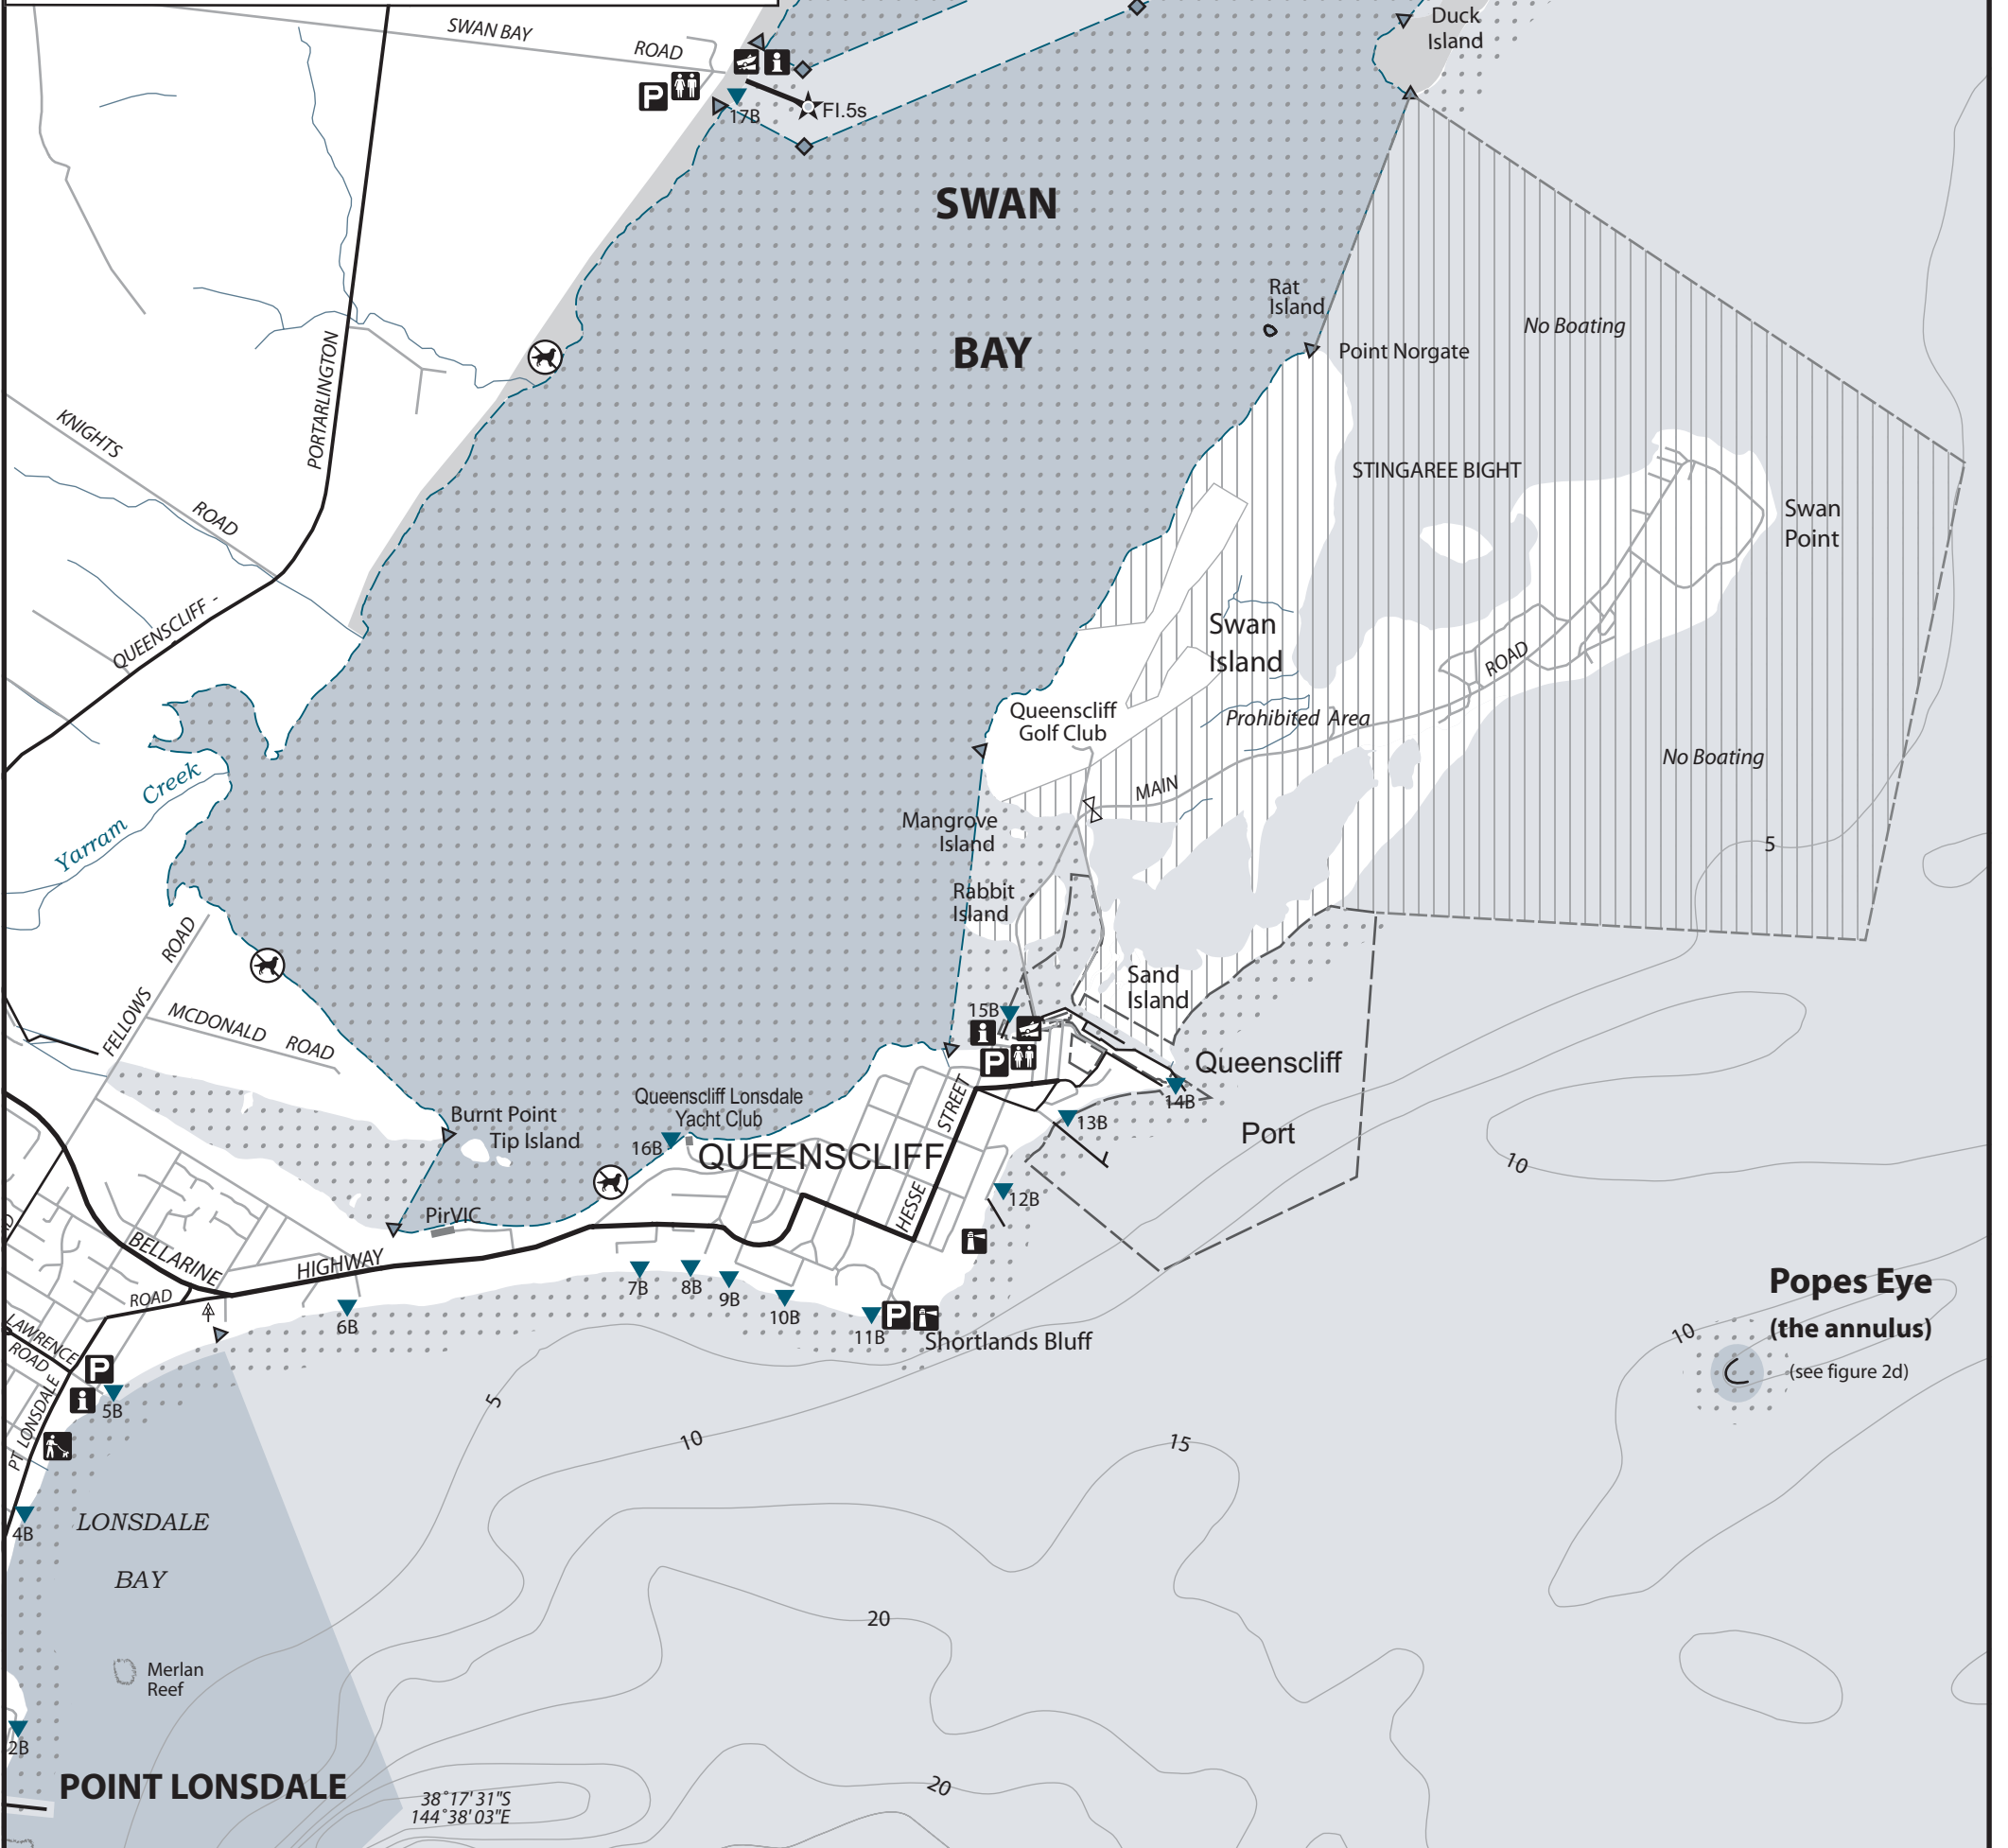 SWAN BAY
ROAD
Duck
Island
P
i
17B
Fl.5s
SWAN
BAY
Rat
Island
No Boating
Point Norgate
PORTARLINGTON
KNIGHTS
ROAD
STINGAREE BIGHT
Swan
Point
QUEENSCLIFF -
Swan
Island
ROAD
Queenscliff
Golf Club
Prohibited Area
No Boating
Yarram Creek
MAIN
Mangrove
Island
5
Rabbit
Island
FELLOWS ROAD
Sand
Island
MCDONALD ROAD
15B
i
P
Queenscliff
14B
Queenscliff Lonsdale
Yacht Club
Burnt Point
Tip Island
16B
STREET
13B
Port
QUEENSCLIFF
10
12B
PirVIC
HESSE
BELLARINE
HIGHWAY
7B
8B
9B
Popes Eye
(the annulus)
(see figure 2d)
10
ROAD
6B
10B
11B
P
Shortlands Bluff
LAWRENCE
ROAD
P
i
5B
PT LONSDALE
5
10
15
4B
LONSDALE
BAY
20
Merlan
Reef
2B
POINT LONSDALE
38°17'31"S
144°38'03"E
20